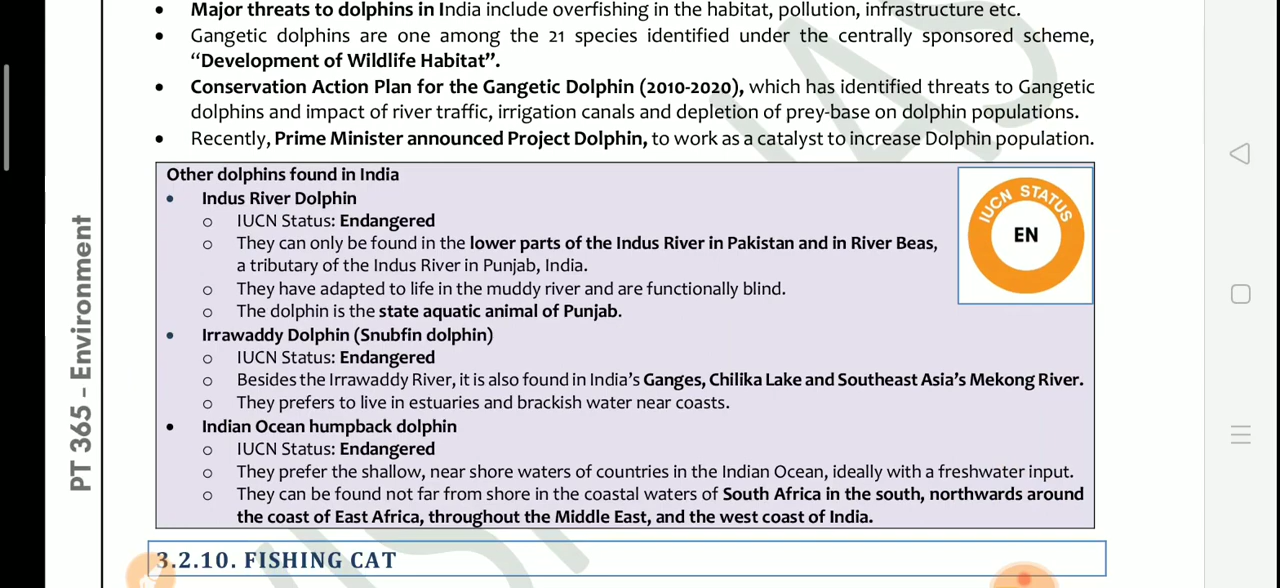 • Major threats to dolphins in India include overfishing in the habitat, pollution, infrastructure etc.
• Gangetic dolphins are one among the 21 species identified under the centrally sponsored scheme,
“Development of Wildlife Habitat”.
• Conservation Action Plan for the Gangetic Dolphin (2010-2020), which has identified threats to Gangetic
dolphins and impact of river traffic, irrigation canals and depletion of prey-base on dolphin populations.
• Recently, Prime Minister announced Project Dolphin, to work as a catalyst to increase Dolphin population.
Other dolphins found in India
• Indus River Dolphin
o IUCN Status: Endangered
o They can only be found in the lower parts of the Indus River in Pakistan and in River Beas,
a tributary of the Indus River in Punjab, India.
o They have adapted to life in the muddy river and are functionally blind.
o The dolphin is the state aquatic animal of Punjab.
IUCN STATUS
EN
• Irrawaddy Dolphin (Snubfin dolphin)
o IUCN Status: Endangered
o Besides the Irrawaddy River, it is also found in India’s Ganges, Chilika Lake and Southeast Asia’s Mekong River.
o They prefers to live in estuaries and brackish water near coasts.
• Indian Ocean humpback dolphin
o IUCN Status: Endangered
o They prefer the shallow, near shore waters of countries in the Indian Ocean, ideally with a freshwater input.
o They can be found not far from shore in the coastal waters of South Africa in the south, northwards around
the coast of East Africa, throughout the Middle East, and the west coast of India.
3.2.10. FISHING CAT
PT 365 - Environment